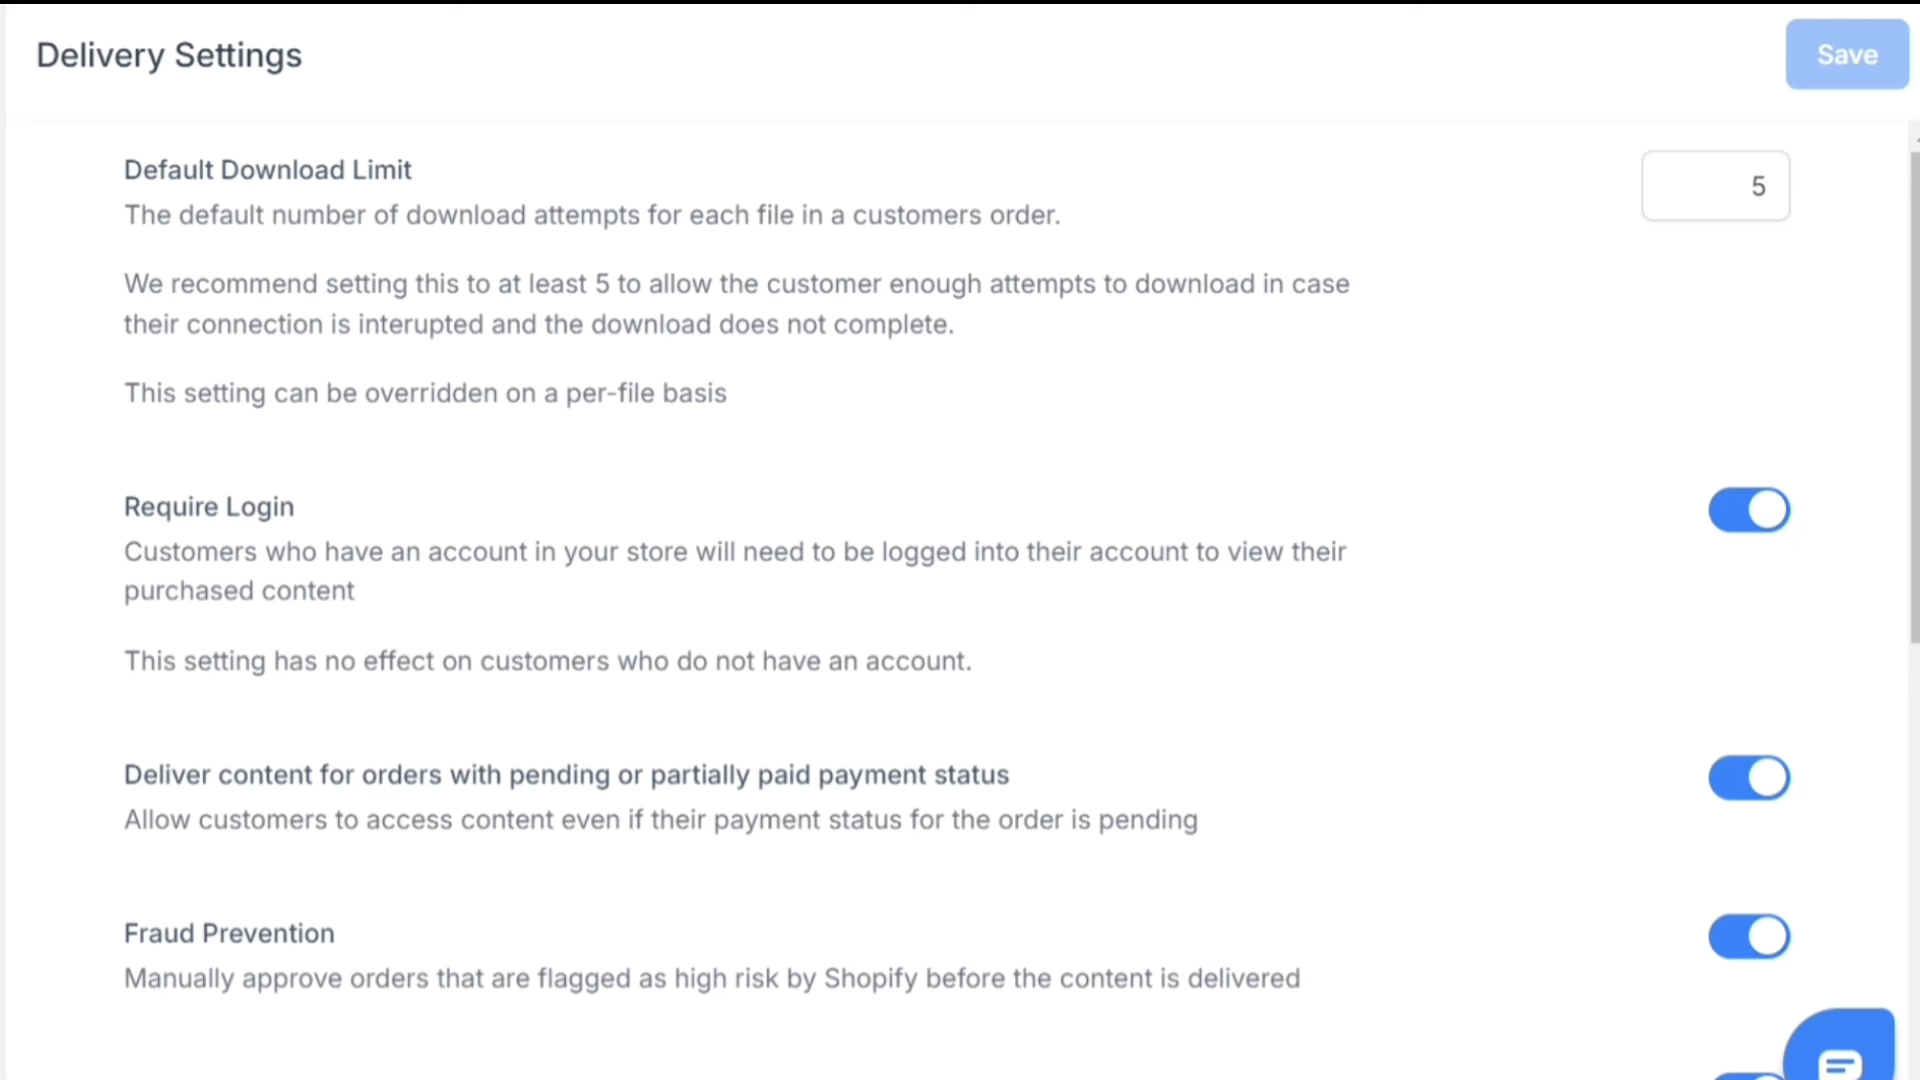 Delivery Settings
Save
Default Download Limit
5
The default number of download attempts for each file in a customers order.
We recommend setting this to at least 5 to allow the customer enough attempts to download in case
their connection is interupted and the download does not complete.
This setting can be overridden on a per-file basis
Require Login
Customers who have an account in your store will need to be logged into their account to view their
purchased content
This setting has no effect on customers who do not have an account.
Deliver content for orders with pending or partially paid payment status
Allow customers to access content even if their payment status for the order is pending
Fraud Prevention
Manually approve orders that are flagged as high risk by Shopify before the content is delivered